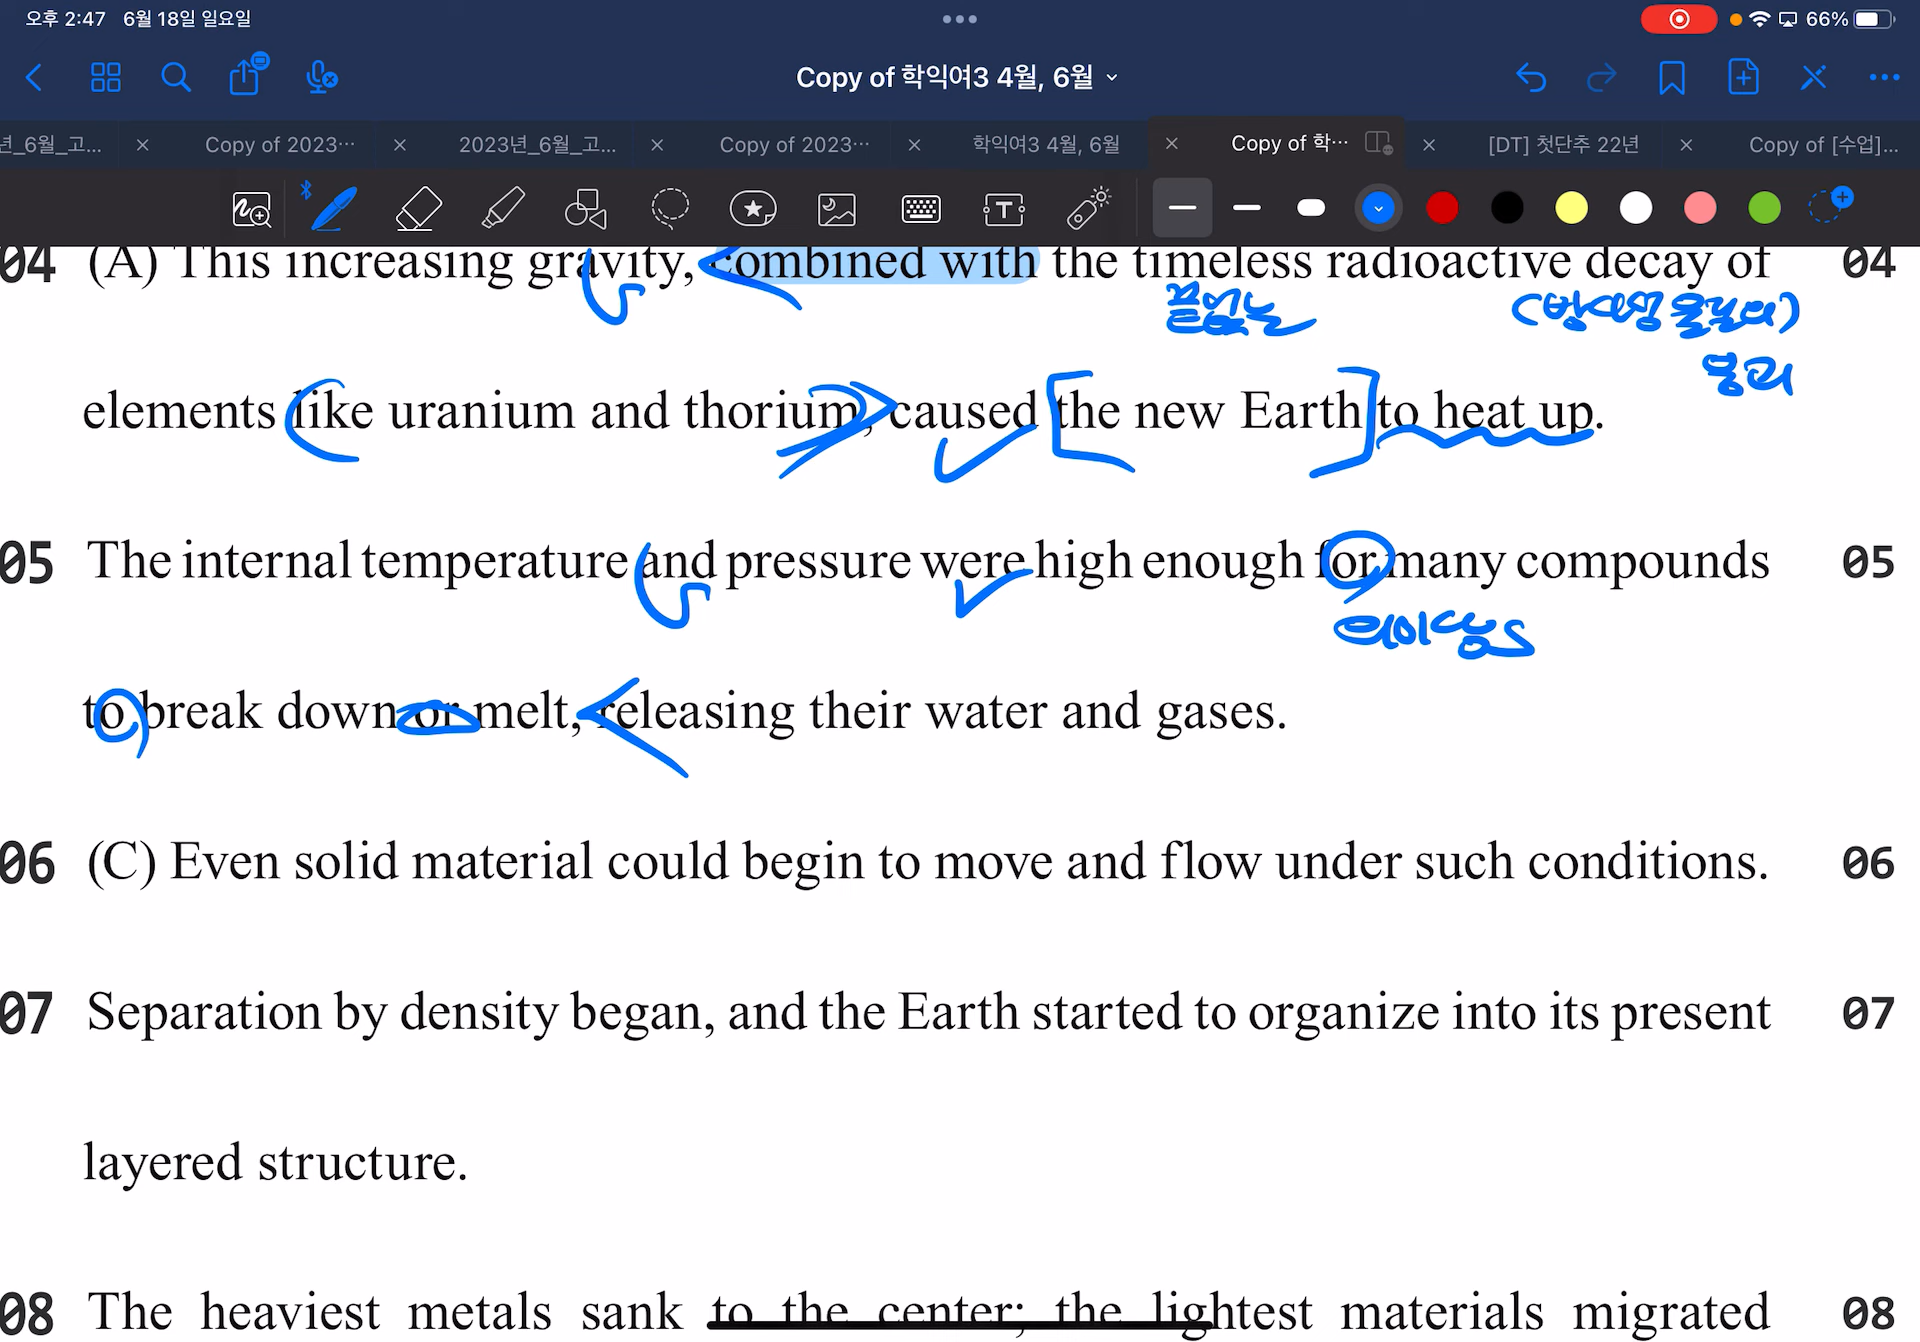 오후 2:47 6월 18일 일요일
66%
Copy of 학익여3 4월, 6월
년_6월_고...
Copy of 2023...
2023년_6월_고...
Copy of 2023...
학익여3 4월, 6월
Copy of 학...
[DT] 첫단추 22년
Copy of [수업]...
04 (A) This increasing gravity, combined with the timeless radioactive decay of 04
끝없는 (방사성 물질의)
붕괴
elements like uranium and thorium, caused the new Earth to heat up.
05 The internal temperature and pressure were high enough for many compounds 05
의미상 S
to break down or melt, releasing their water and gases.
06 (C) Even solid material could begin to move and flow under such conditions. 06
07 Separation by density began, and the Earth started to organize into its present 07
layered structure.
08 The heaviest metals sank to the center; the lightest materials migrated 08